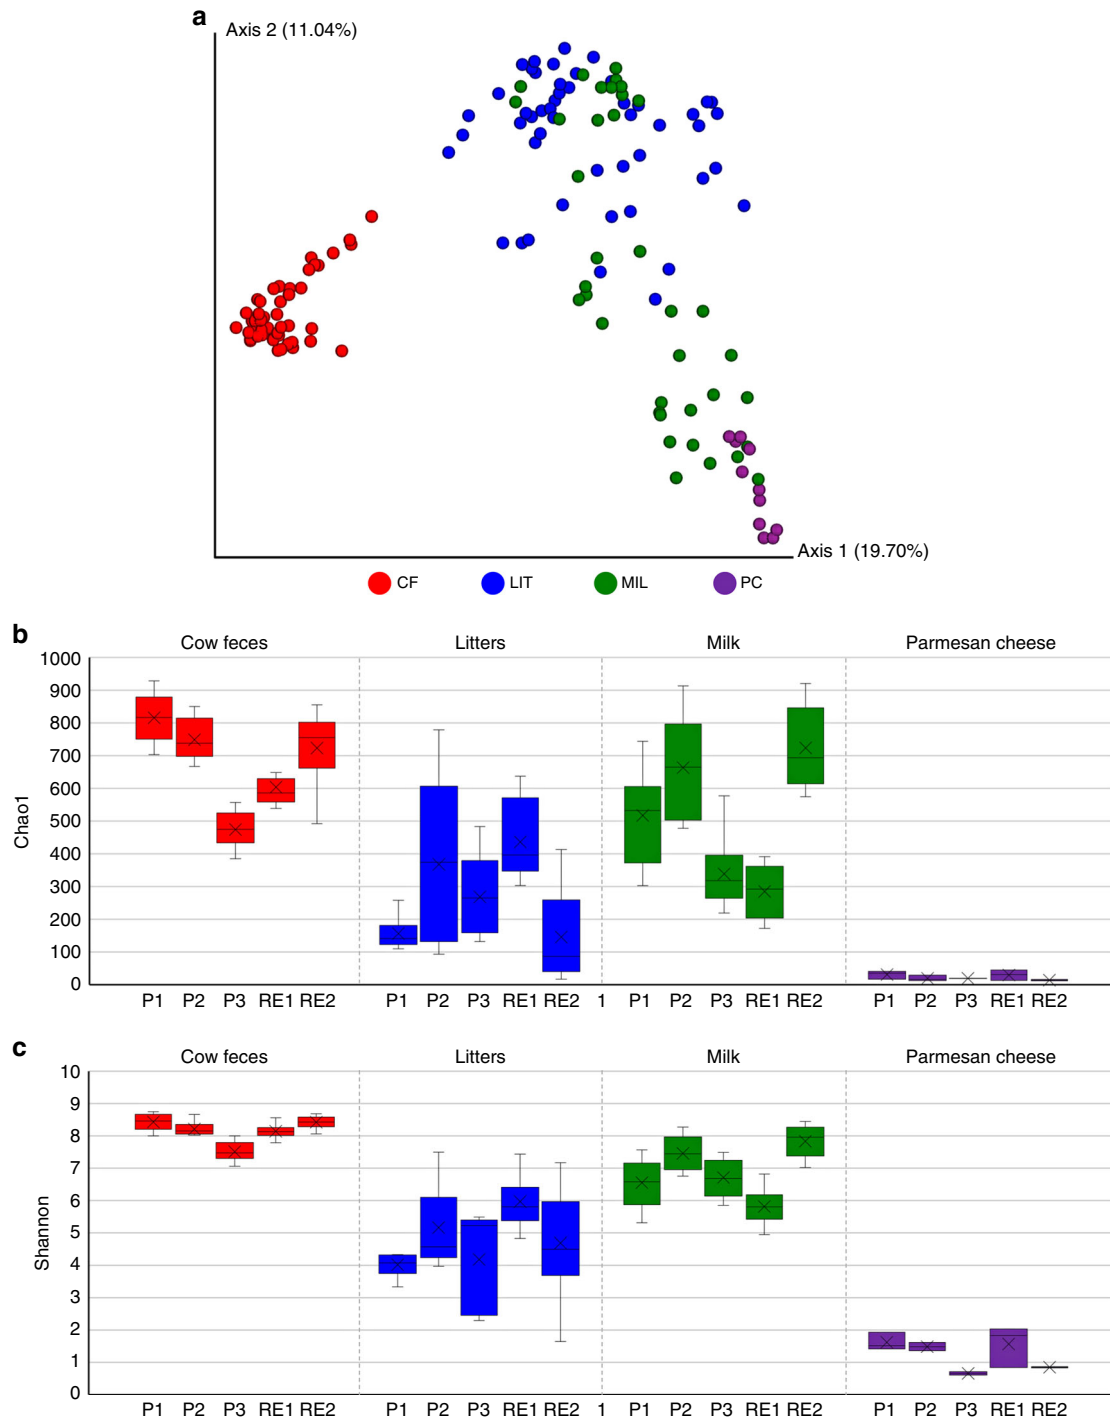 a
Axis 2 (11.04%)
Axis 1 (19.70%)
CF LIT MIL PC
b
Cow feces Litters Milk Parmesan cheese
Chao1
1000
900
800
700
600
500
400
300
200
100
0
P1 P2 P3 RE1 RE2 P1 P2 P3 RE1 RE2 1 P1 P2 P3 RE1 RE2 P1 P2 P3 RE1 RE2
c
Cow feces Litters Milk Parmesan cheese
Shannon
10
9
8
7
6
5
4
3
2
1
0
P1 P2 P3 RE1 RE2 P1 P2 P3 RE1 RE2 1 P1 P2 P3 RE1 RE2 P1 P2 P3 RE1 RE2